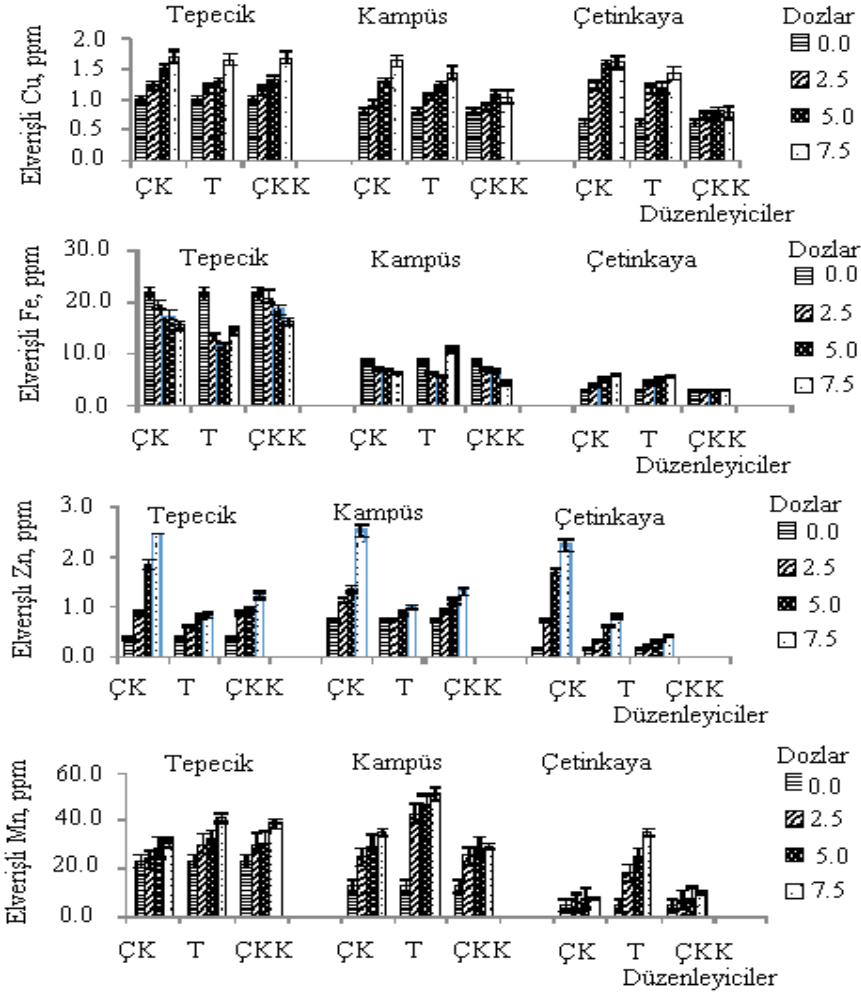 Tepecik Kampüs Çetinkaya Dozlar
Elverişli Cu, ppm
2.0
1.5
1.0
0.5
0.0
0.0
2.5
5.0
7.5
ÇK T ÇKK ÇK T ÇKK ÇK T ÇKK
Düzenleyiciler
Tepecik Kampüs Çetinkaya Dozlar
Elverişli Fe, ppm
30.0
20.0
10.0
0.0
0.0
2.5
5.0
7.5
ÇK T ÇKK ÇK T ÇKK ÇK T ÇKK
Düzenleyiciler
Tepecik Kampüs Çetinkaya Dozlar
Elverişli Zn, ppm
3.0
2.0
1.0
0.0
0.0
2.5
5.0
7.5
ÇK T ÇKK ÇK T ÇKK ÇK T ÇKK
Düzenleyiciler
Tepecik Kampüs Çetinkaya Dozlar
Elverişli Mn, ppm
60.0
40.0
20.0
0.0
0.0
2.5
5.0
7.5
ÇK T ÇKK ÇK T ÇKK ÇK T ÇKK
Düzenleyiciler